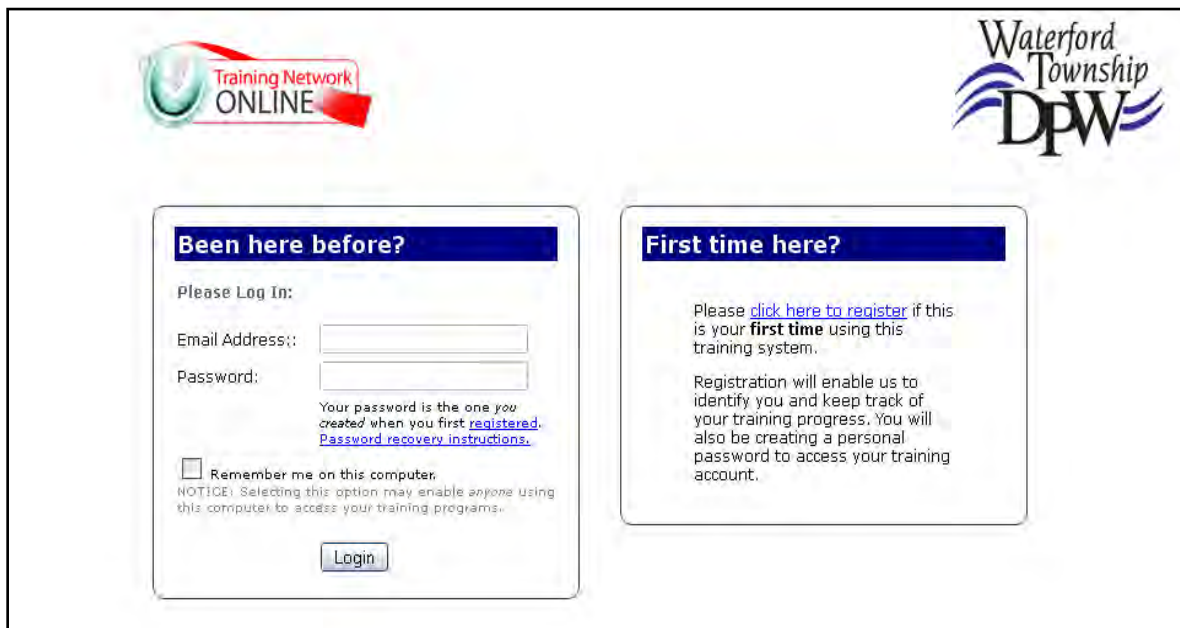 Training Network
ONLINE
Waterford
Township
DPW
Been here before?
Please Log In:
Email Address::
Password:
Your password is the one you
created when you first registered.
Password recovery instructions.
Remember me on this computer.
NOTICE: Selecting this option may enable anyone using
this computer to access your training programs.
Login
First time here?
Please click here to register if this
is your first time using this
training system.
Registration will enable us to
identify you and keep track of
your training progress. You will
also be creating a personal
password to access your training
account.